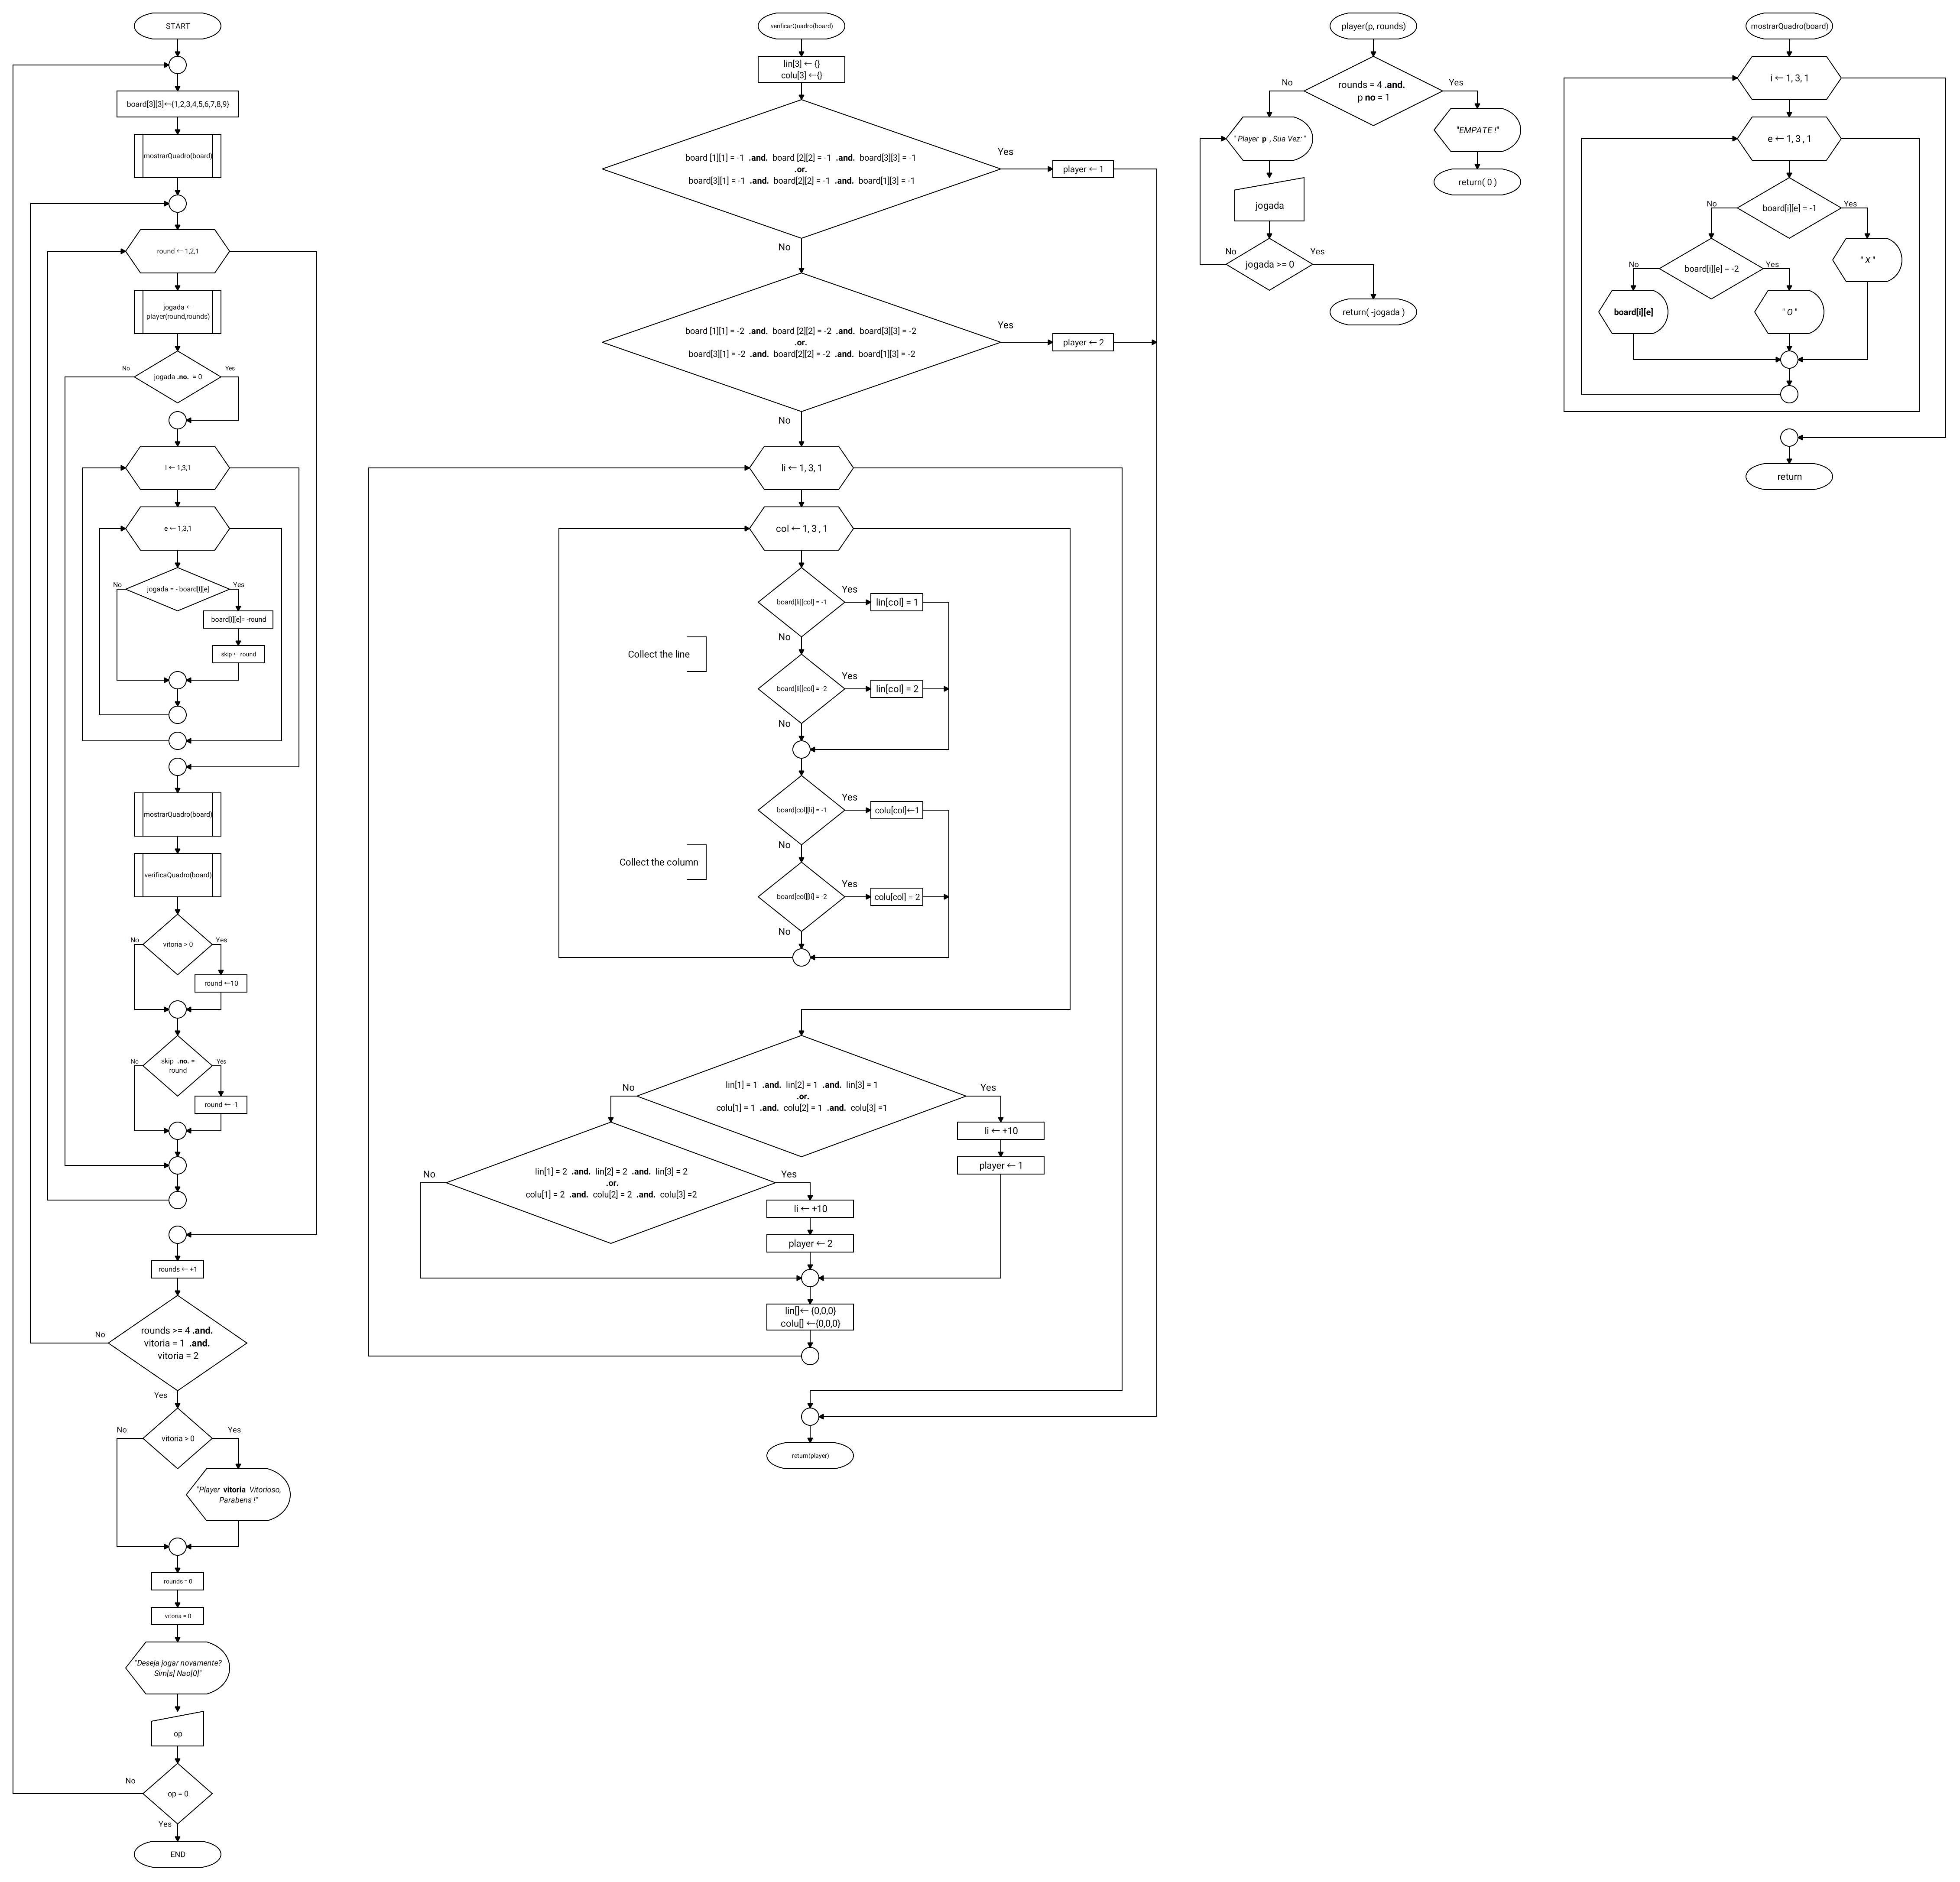 START
board[3][3]←{1,2,3,4,5,6,7,8,9}
mostrarQuadro(board)
round ← 1,2,1
jogada ←
player(round,rounds)
jogada .no. = 0
No
Yes
l ← 1,3,1
e ← 1,3,1
jogada = - board[l][e]
No
Yes
board[l][e]= -round
skip ← round
mostrarQuadro(board)
verificaQuadro(board)
vitoria > 0
No
Yes
round ←10
skip .no. =
round
No
Yes
round ← -1
rounds ← +1
rounds >= 4 .and.
vitoria = 1 .and.
vitoria = 2
No
Yes
vitoria > 0
No
Yes
"Player vitoria Vitorioso,
Parabens !"
rounds = 0
vitoria = 0
"Deseja jogar novamente?
Sim[s] Nao[0]"
op
op = 0
No
Yes
END
verificarQuadro(board)
lin[3] ← {}
colu[3] ←{}
board [1][1] = -1 .and. board [2][2] = -1 .and. board[3][3] = -1
.or.
board[3][1] = -1 .and. board[2][2] = -1 .and. board[1][3] = -1
Yes
player ← 1
No
board [1][1] = -2 .and. board [2][2] = -2 .and. board[3][3] = -2
.or.
board[3][1] = -2 .and. board[2][2] = -2 .and. board[1][3] = -2
Yes
player ← 2
No
li ← 1, 3, 1
col ← 1, 3 , 1
board[li][col] = -1
Yes
lin[col] = 1
No
Collect the line
board[li][col] = -2
Yes
lin[col] = 2
No
board[col][li] = -1
Yes
colu[col]←1
No
Collect the column
board[col][li] = -2
Yes
colu[col] = 2
No
lin[1] = 1 .and. lin[2] = 1 .and. lin[3] = 1
.or.
colu[1] = 1 .and. colu[2] = 1 .and. colu[3] =1
No
Yes
li ← +10
player ← 1
lin[1] = 2 .and. lin[2] = 2 .and. lin[3] = 2
.or.
colu[1] = 2 .and. colu[2] = 2 .and. colu[3] =2
No
Yes
li ← +10
player ← 2
lin[]← {0,0,0}
colu[] ←{0,0,0}
return(player)
player(p, rounds)
rounds = 4 .and.
p no = 1
No
Yes
" Player p , Sua Vez: "
"EMPATE !"
return( 0 )
jogada
jogada >= 0
No
Yes
return( -jogada )
mostrarQuadro(board)
i ← 1, 3, 1
e ← 1, 3 , 1
board[i][e] = -1
No
Yes
" X "
board[i][e] = -2
No
Yes
board[i][e]
" O "
return